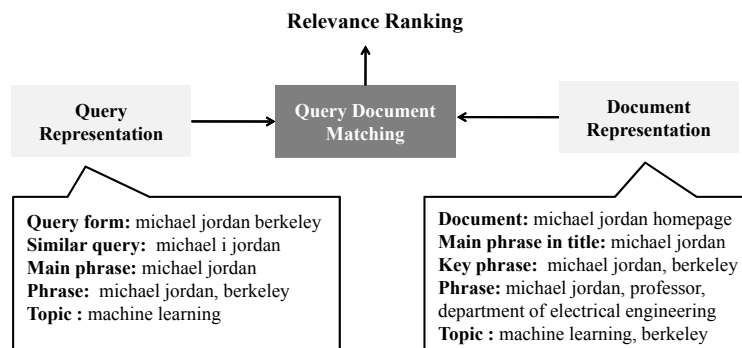 Relevance Ranking
Query
Representation
Query Document
Matching
Document
Representation
Query form: michael jordan berkeley
Similar query: michael i jordan
Main phrase: michael jordan
Phrase: michael jordan, berkeley
Topic : machine learning
Document: michael jordan homepage
Main phrase in title: michael jordan
Key phrase: michael jordan, berkeley
Phrase: michael jordan, professor,
department of electrical engineering
Topic : machine learning, berkeley